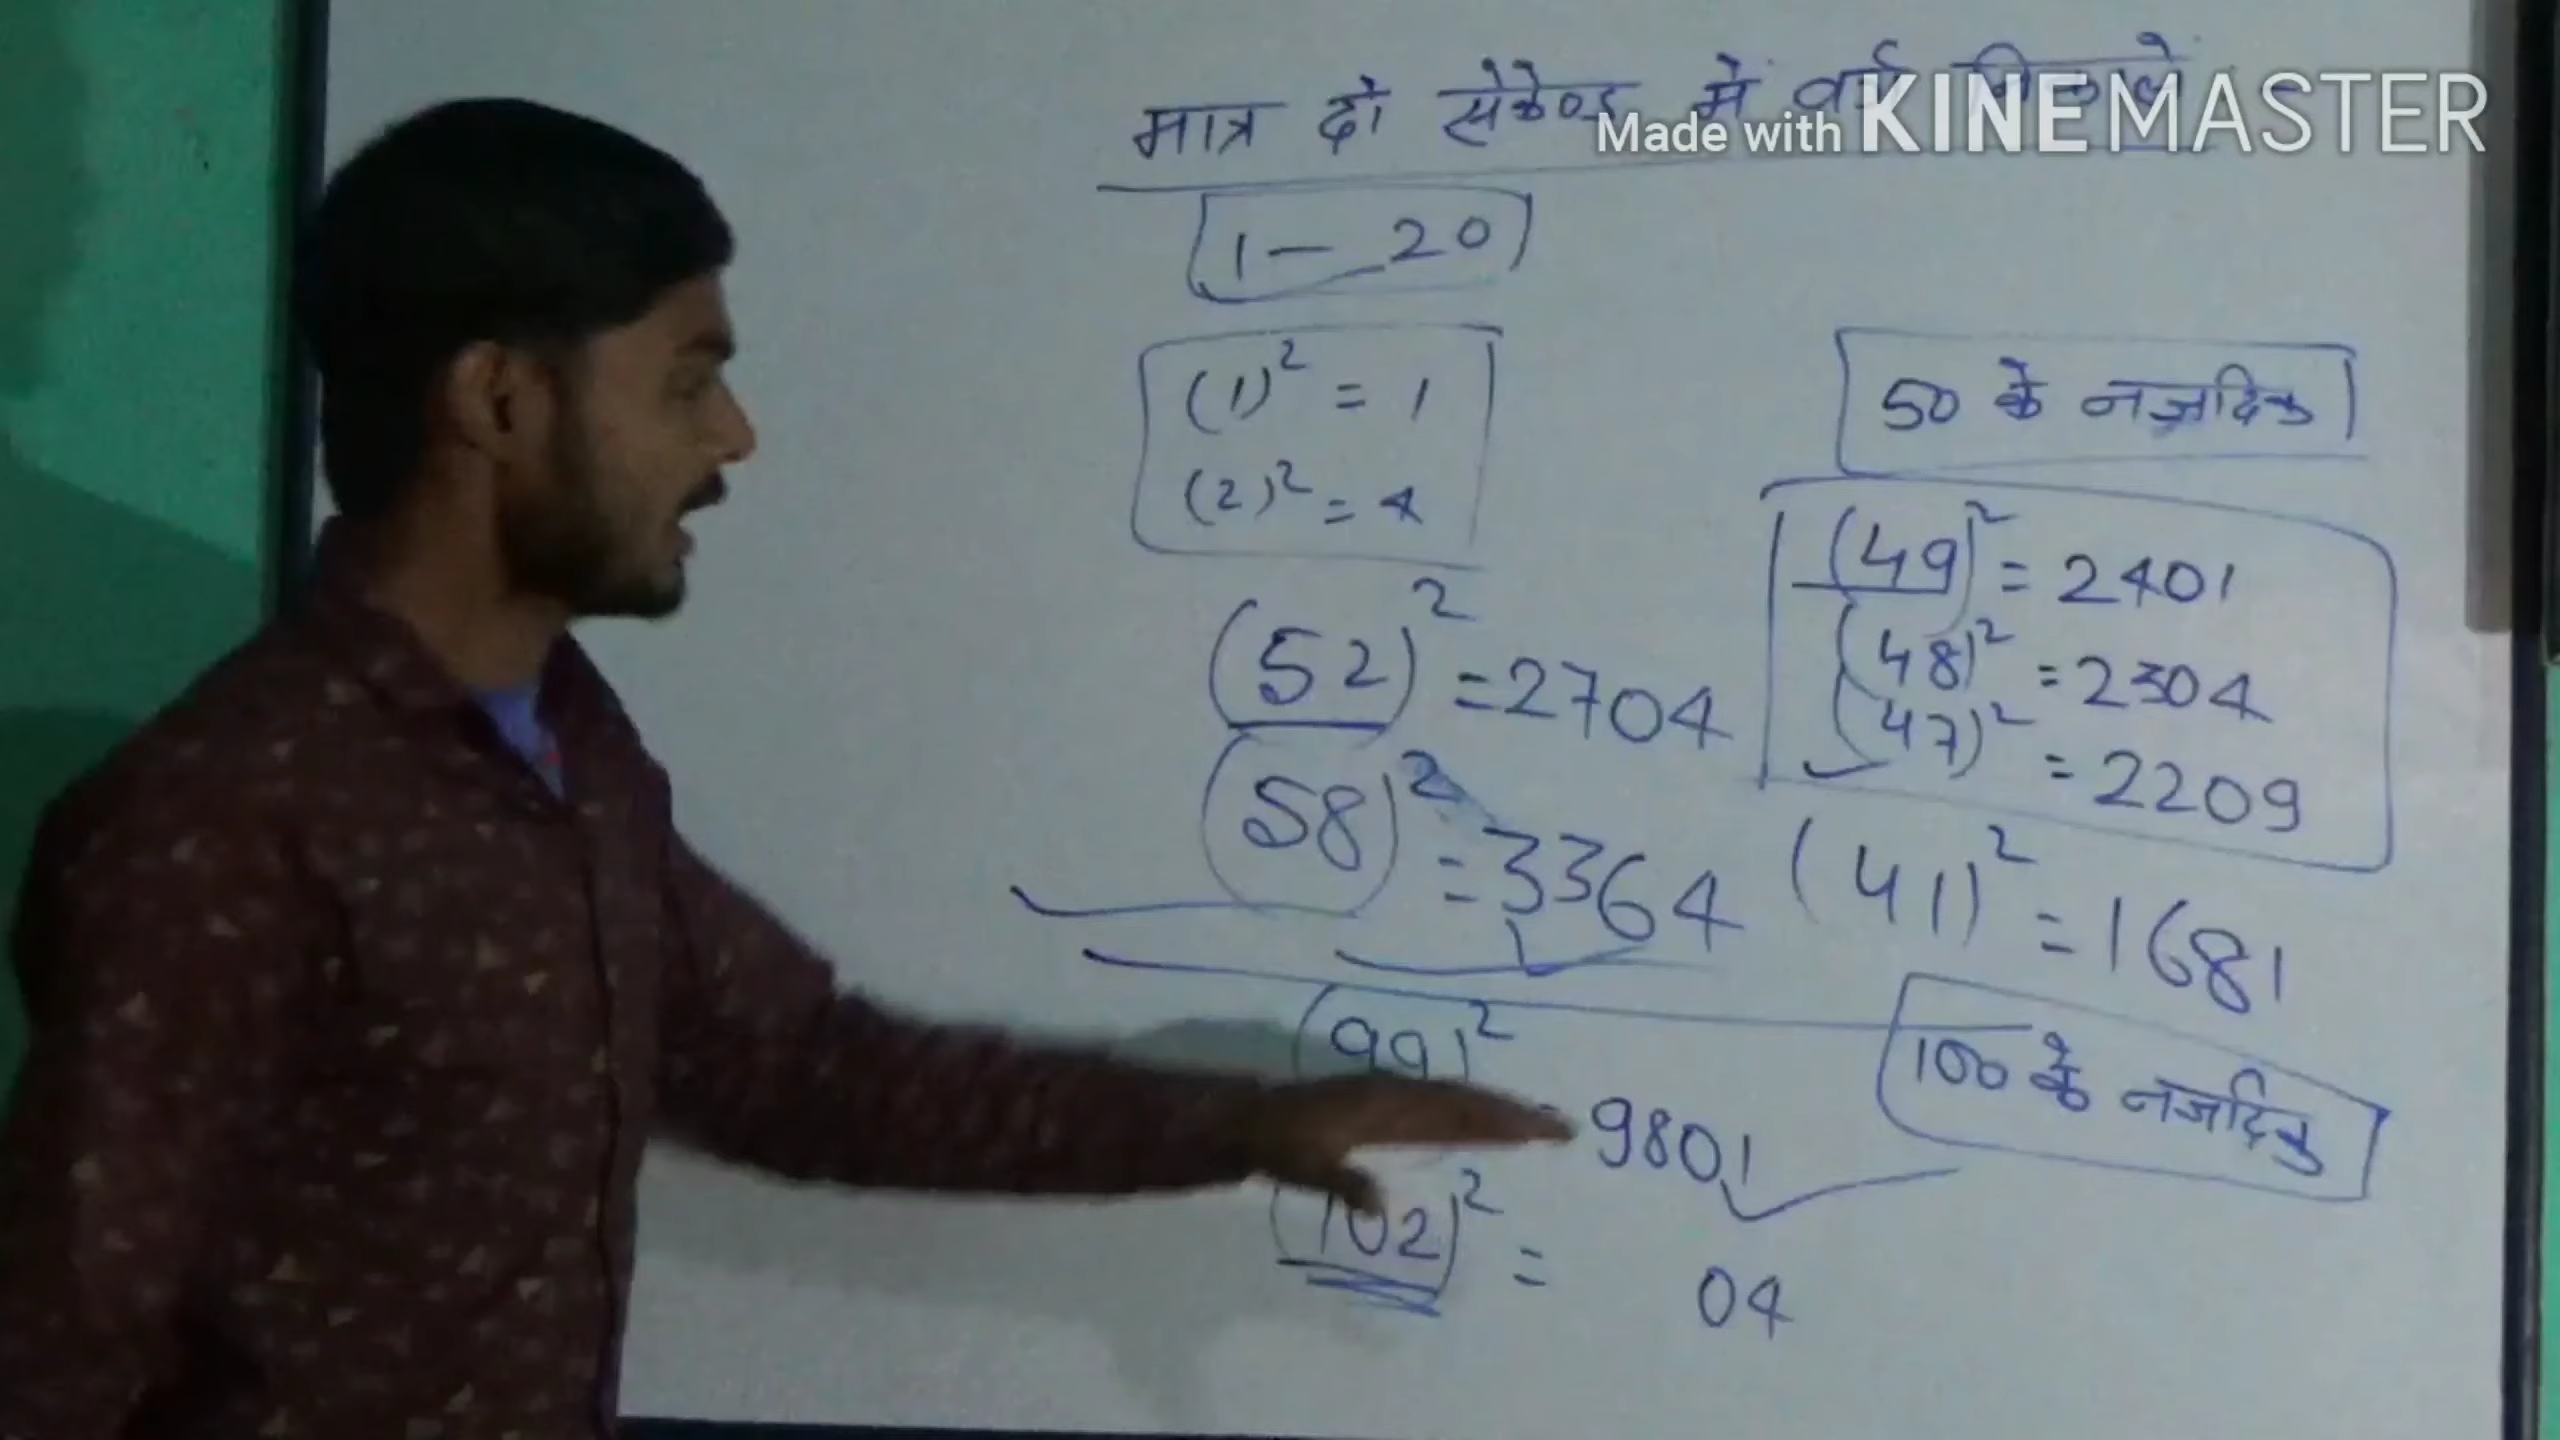 मात्र दो सेकेण्ड में वर्ग निकाले
Made with KINEMASTER
1 — 20
(1)² = 1
(2)² = 4
50 के नजदिक
(49)² = 2401
(48)² = 2304
(47)² = 2209
(52)² = 2704
(58)² = 3364
(41)² = 1681
100 के नजदिक
(99)² = 9801
(102)² = 04